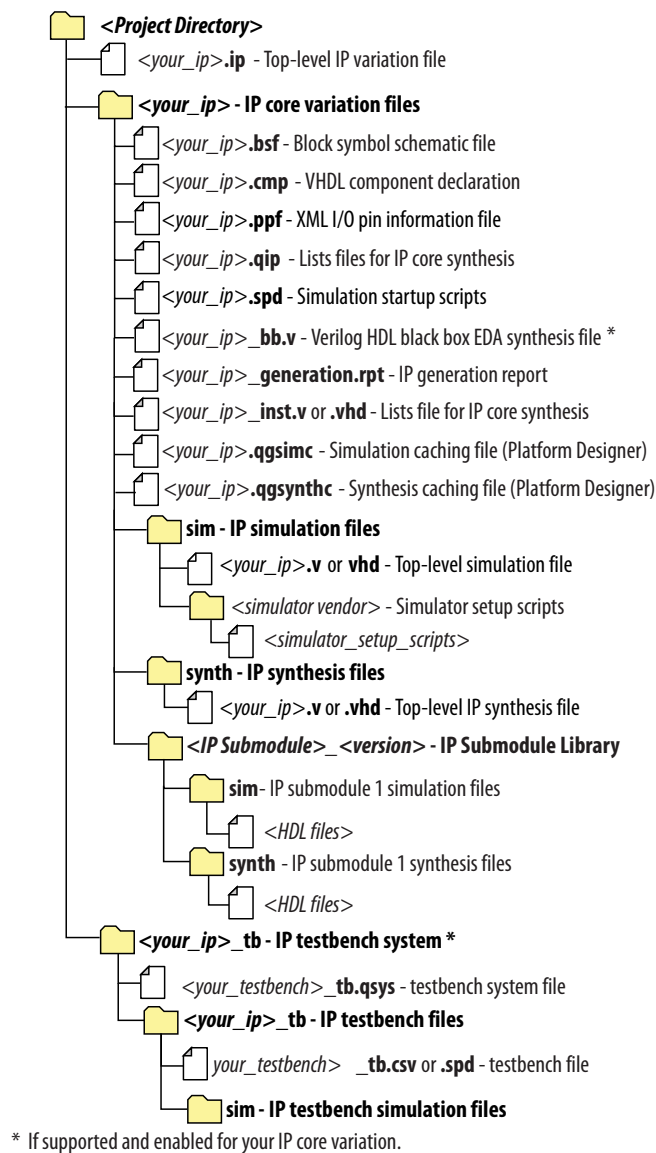 <Project Directory>
<your_ip>.ip - Top-level IP variation file
<your_ip> - IP core variation files
<your_ip>.bsf - Block symbol schematic file
<your_ip>.cmp - VHDL component declaration
<your_ip>.ppf - XML I/O pin information file
<your_ip>.qip - Lists files for IP core synthesis
<your_ip>.spd - Simulation startup scripts
<your_ip>_bb.v - Verilog HDL black box EDA synthesis file *
<your_ip>_generation.rpt - IP generation report
<your_ip>_inst.v or .vhd - Lists file for IP core synthesis
<your_ip>.qgsimc - Simulation caching file (Platform Designer)
<your_ip>.qgsynthc - Synthesis caching file (Platform Designer)
sim - IP simulation files
<your_ip>.v or vhd - Top-level simulation file
<simulator vendor> - Simulator setup scripts
<simulator_setup_scripts>
synth - IP synthesis files
<your_ip>.v or .vhd - Top-level IP synthesis file
<IP Submodule>_<version> - IP Submodule Library
sim- IP submodule 1 simulation files
<HDL files>
synth - IP submodule 1 synthesis files
<HDL files>
<your_ip>_tb - IP testbench system *
<your_testbench>_tb.qsys - testbench system file
<your_ip>_tb - IP testbench files
your_testbench> _tb.csv or .spd - testbench file
sim - IP testbench simulation files
* If supported and enabled for your IP core variation.